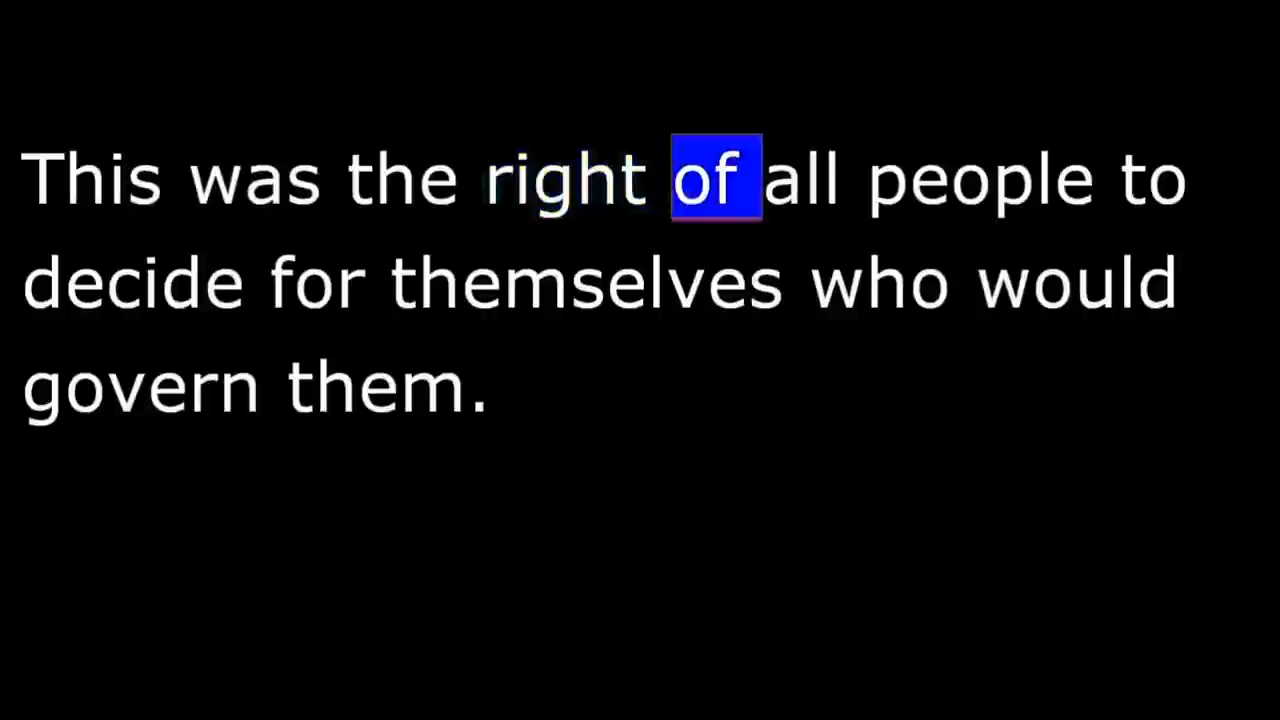 This was the right of all people to
decide for themselves who would
govern them.